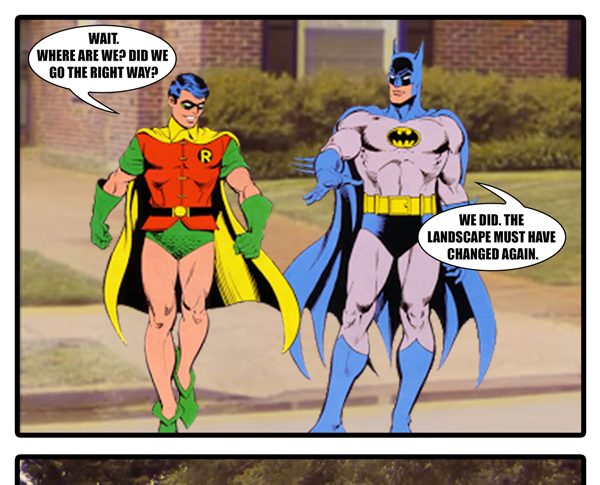 WAIT.
WHERE ARE WE? DID WE
GO THE RIGHT WAY?
R
WE DID. THE
LANDSCAPE MUST HAVE
CHANGED AGAIN.